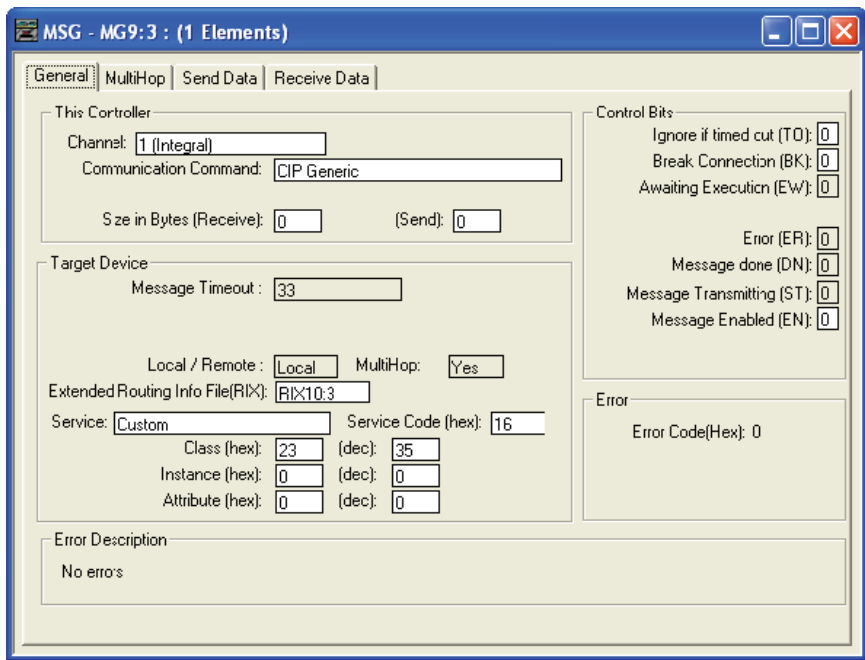 MSG - MG9:3 : (1 Elements)
General MultiHop Send Data Receive Data
This Controller
Channel: 1 (Integral)
Communication Command: CIP Generic
Size in Bytes (Receive): 0 (Send): 0
Target Device
Message Timeout : 33
Local / Remote : Local MultiHop: Yes
Extended Routing Info File(RIX): RIX10:3
Service: Custom Service Code (hex): 16
Class (hex): 23 (dec): 35
Instance (hex): 0 (dec): 0
Attribute (hex): 0 (dec): 0
Control Bits
Ignore if timed out (TO): 0
Break Connection (BK): 0
Awaiting Execution (EW): 0
Error (ER): 0
Message done (DN): 0
Message Transmitting (ST): 0
Message Enabled (EN): 0
Error
Error Code(Hex): 0
Error Description
No errors